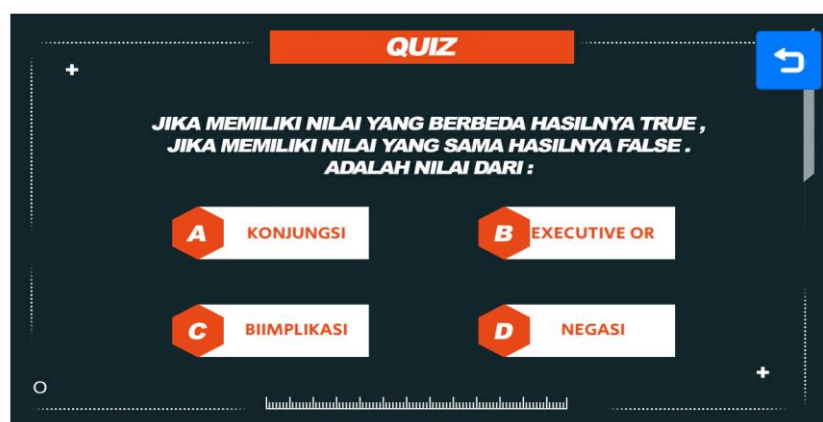 QUIZ
JIKA MEMILIKI NILAI YANG BERBEDA HASILNYA TRUE ,
JIKA MEMILIKI NILAI YANG SAMA HASILNYA FALSE .
ADALAH NILAI DARI :
A KONJUNGSI
B EXECUTIVE OR
C BIIMPLIKASI
D NEGASI